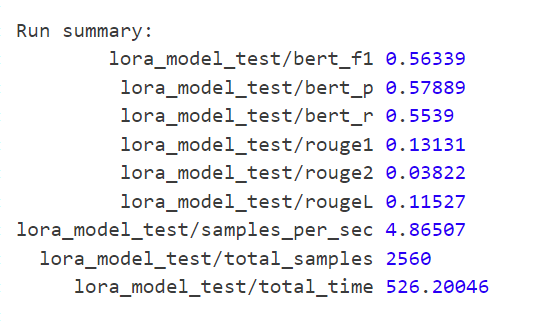 Run summary:
lora_model_test/bert_f1 0.56339
lora_model_test/bert_p 0.57889
lora_model_test/bert_r 0.5539
lora_model_test/rouge1 0.13131
lora_model_test/rouge2 0.03822
lora_model_test/rougeL 0.11527
lora_model_test/samples_per_sec 4.86507
lora_model_test/total_samples 2560
lora_model_test/total_time 526.20046